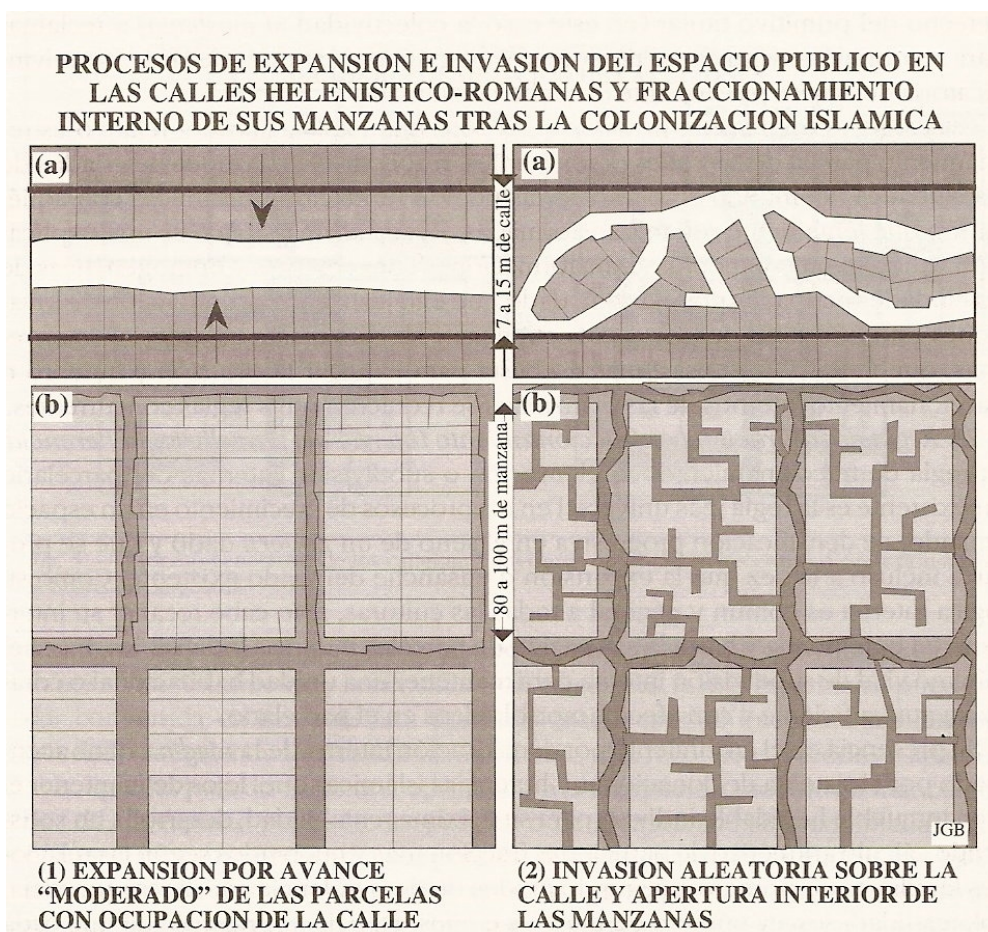 PROCESOS DE EXPANSION E INVASION DEL ESPACIO PUBLICO EN
LAS CALLES HELENISTICO-ROMANAS Y FRACCIONAMIENTO
INTERNO DE SUS MANZANAS TRAS LA COLONIZACION ISLAMICA
(a)
7 a 15 m de calle
(a)
(b)
80 a 100 m de manzana
(b)
JGB
(1) EXPANSION POR AVANCE
“MODERADO” DE LAS PARCELAS
CON OCUPACION DE LA CALLE
(2) INVASION ALEATORIA SOBRE LA
CALLE Y APERTURA INTERIOR DE
LAS MANZANAS